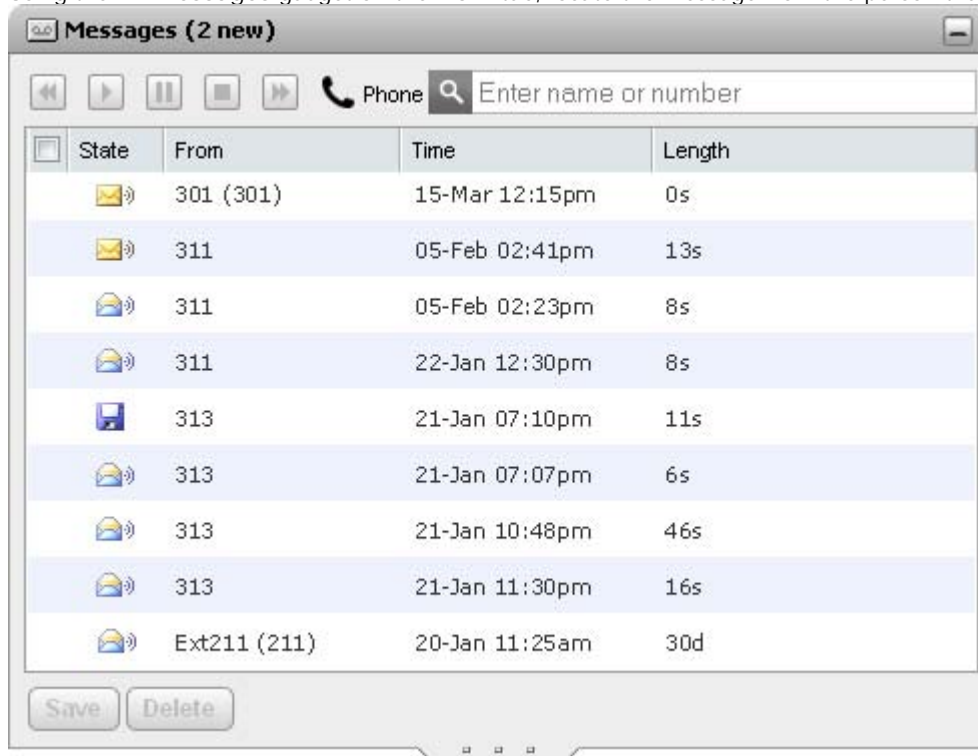 Messages (2 new)
Phone Enter name or number
State From Time Length
301 (301) 15-Mar 12:15pm 0s
311 05-Feb 02:41pm 13s
311 05-Feb 02:23pm 8s
311 22-Jan 12:30pm 8s
313 21-Jan 07:10pm 11s
313 21-Jan 07:07pm 6s
313 21-Jan 10:48pm 46s
313 21-Jan 11:30pm 16s
Ext211 (211) 20-Jan 11:25am 30d
Save Delete